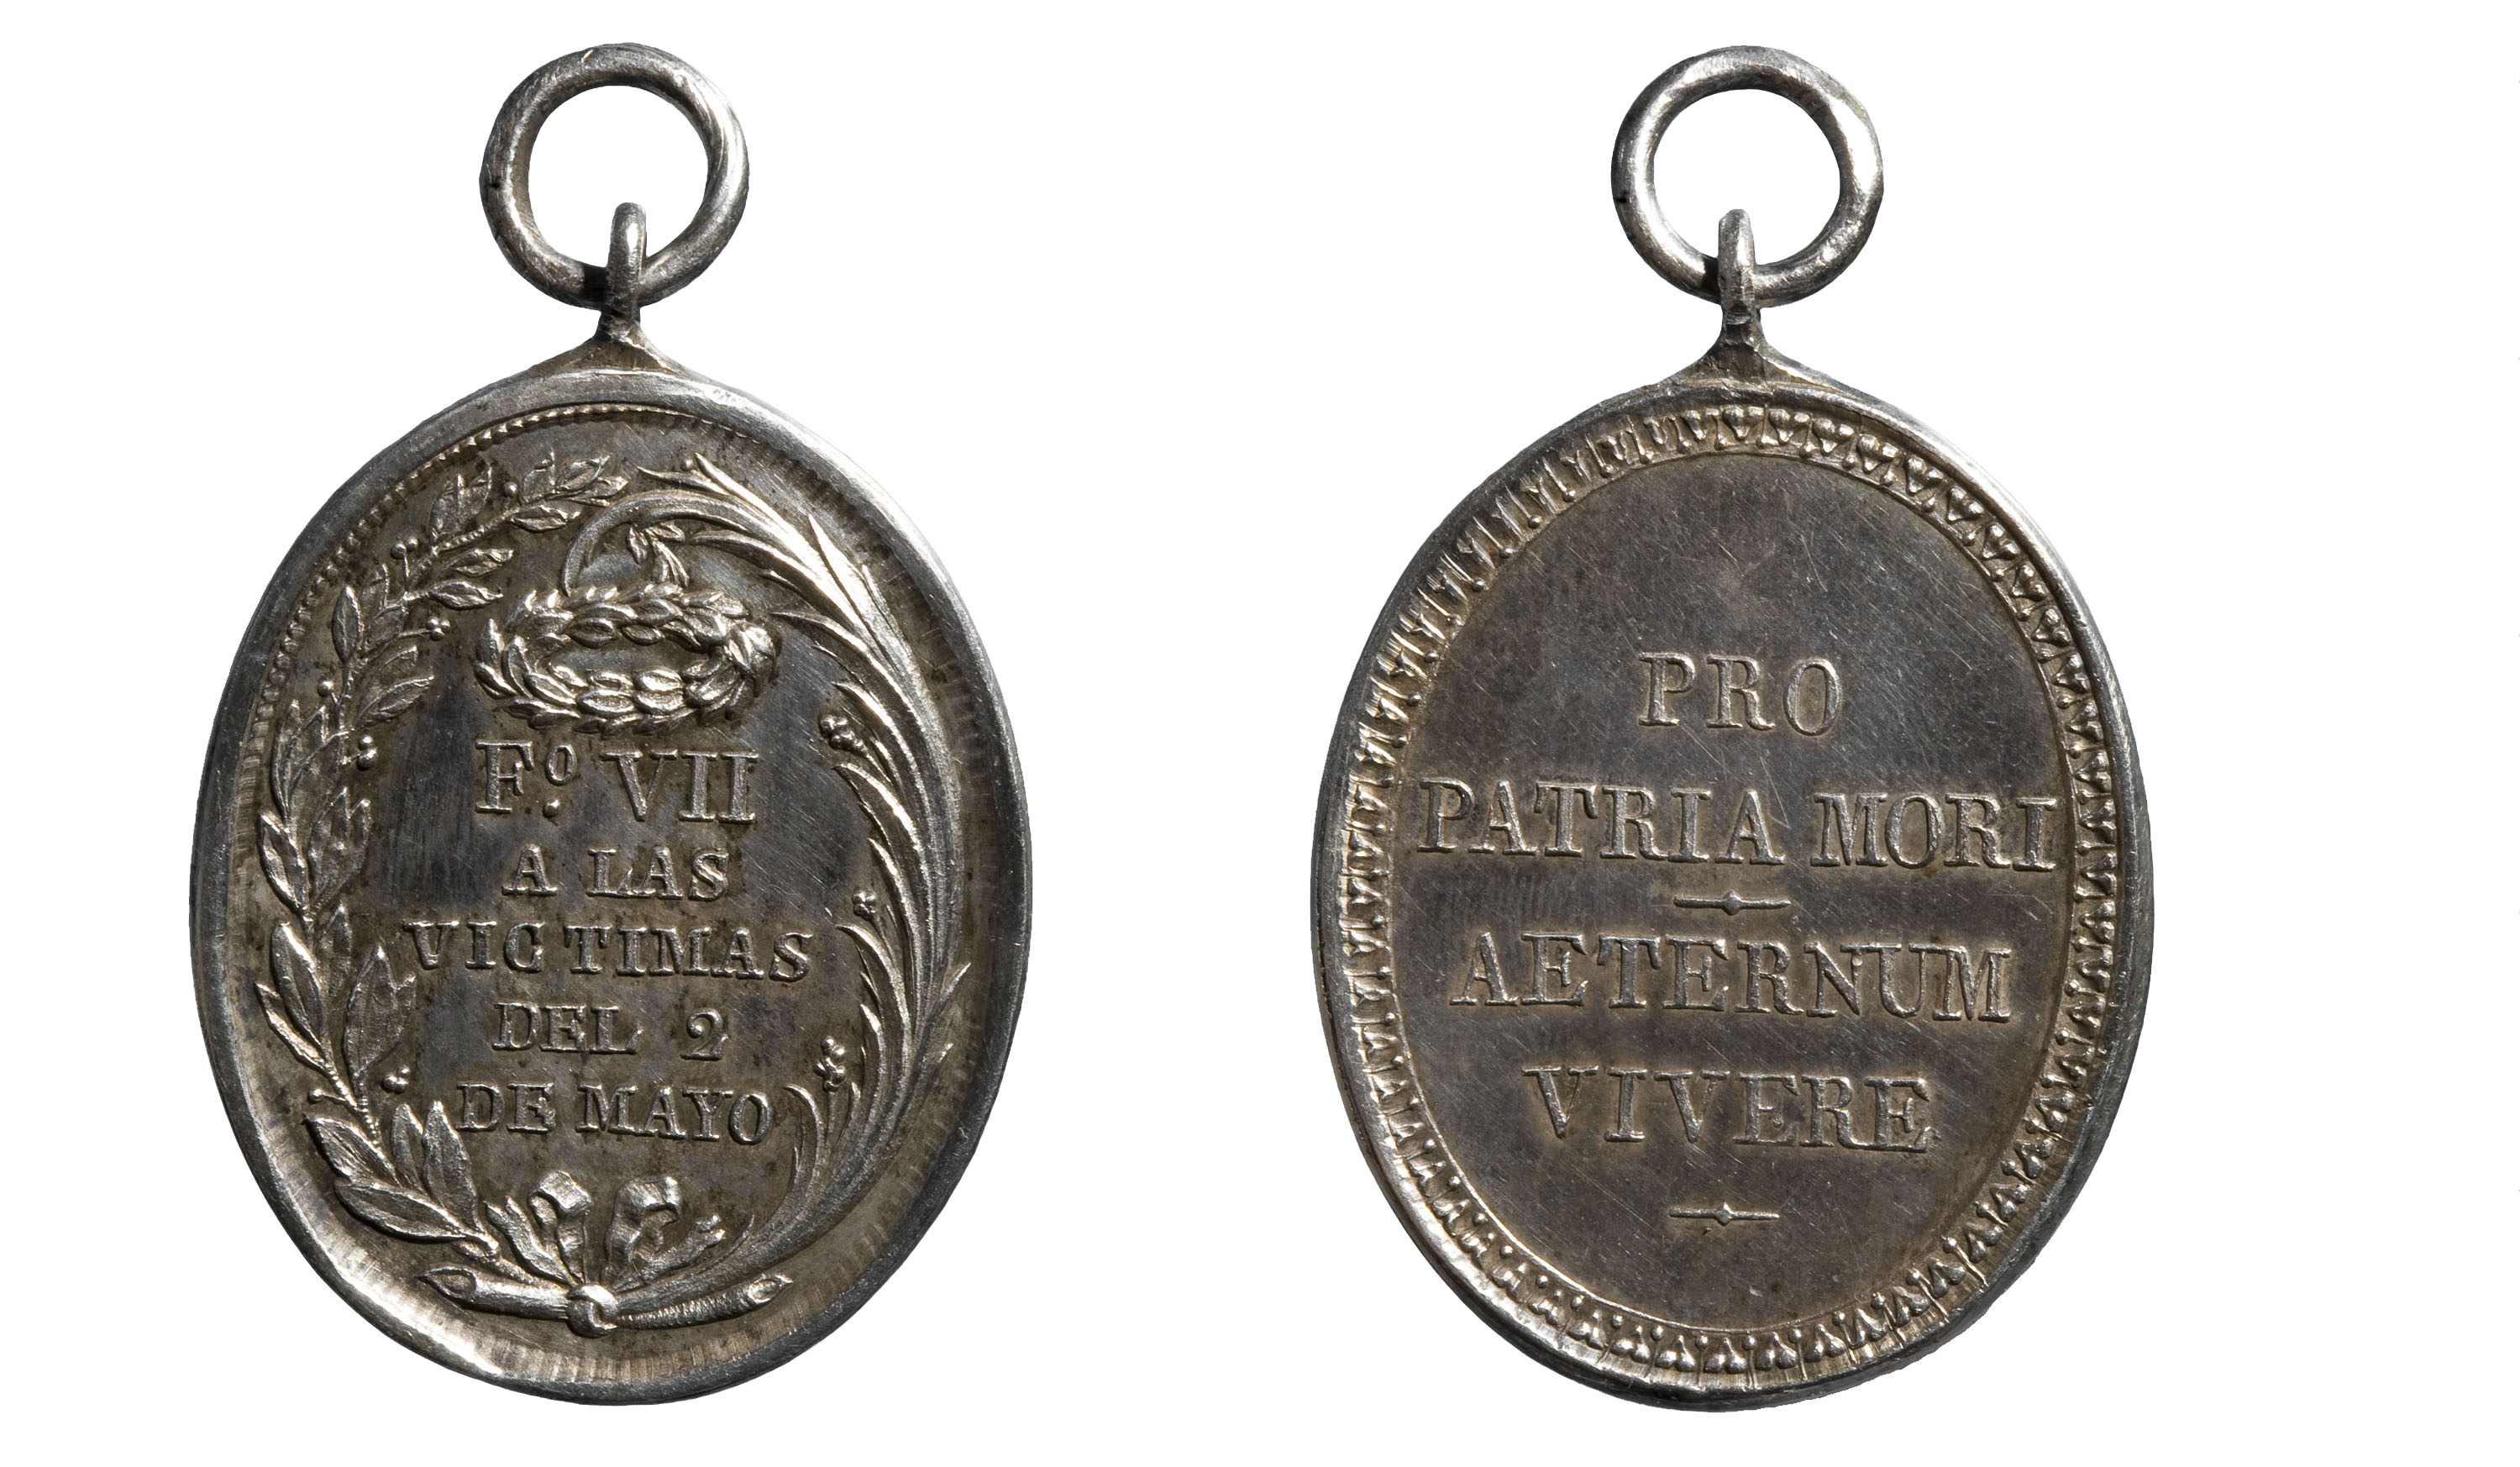 Fº. VII
A LAS
VICTIMAS
DEL 2
DE MAYO
PRO
PATRIA MORI
AETERNUM
VIVERE